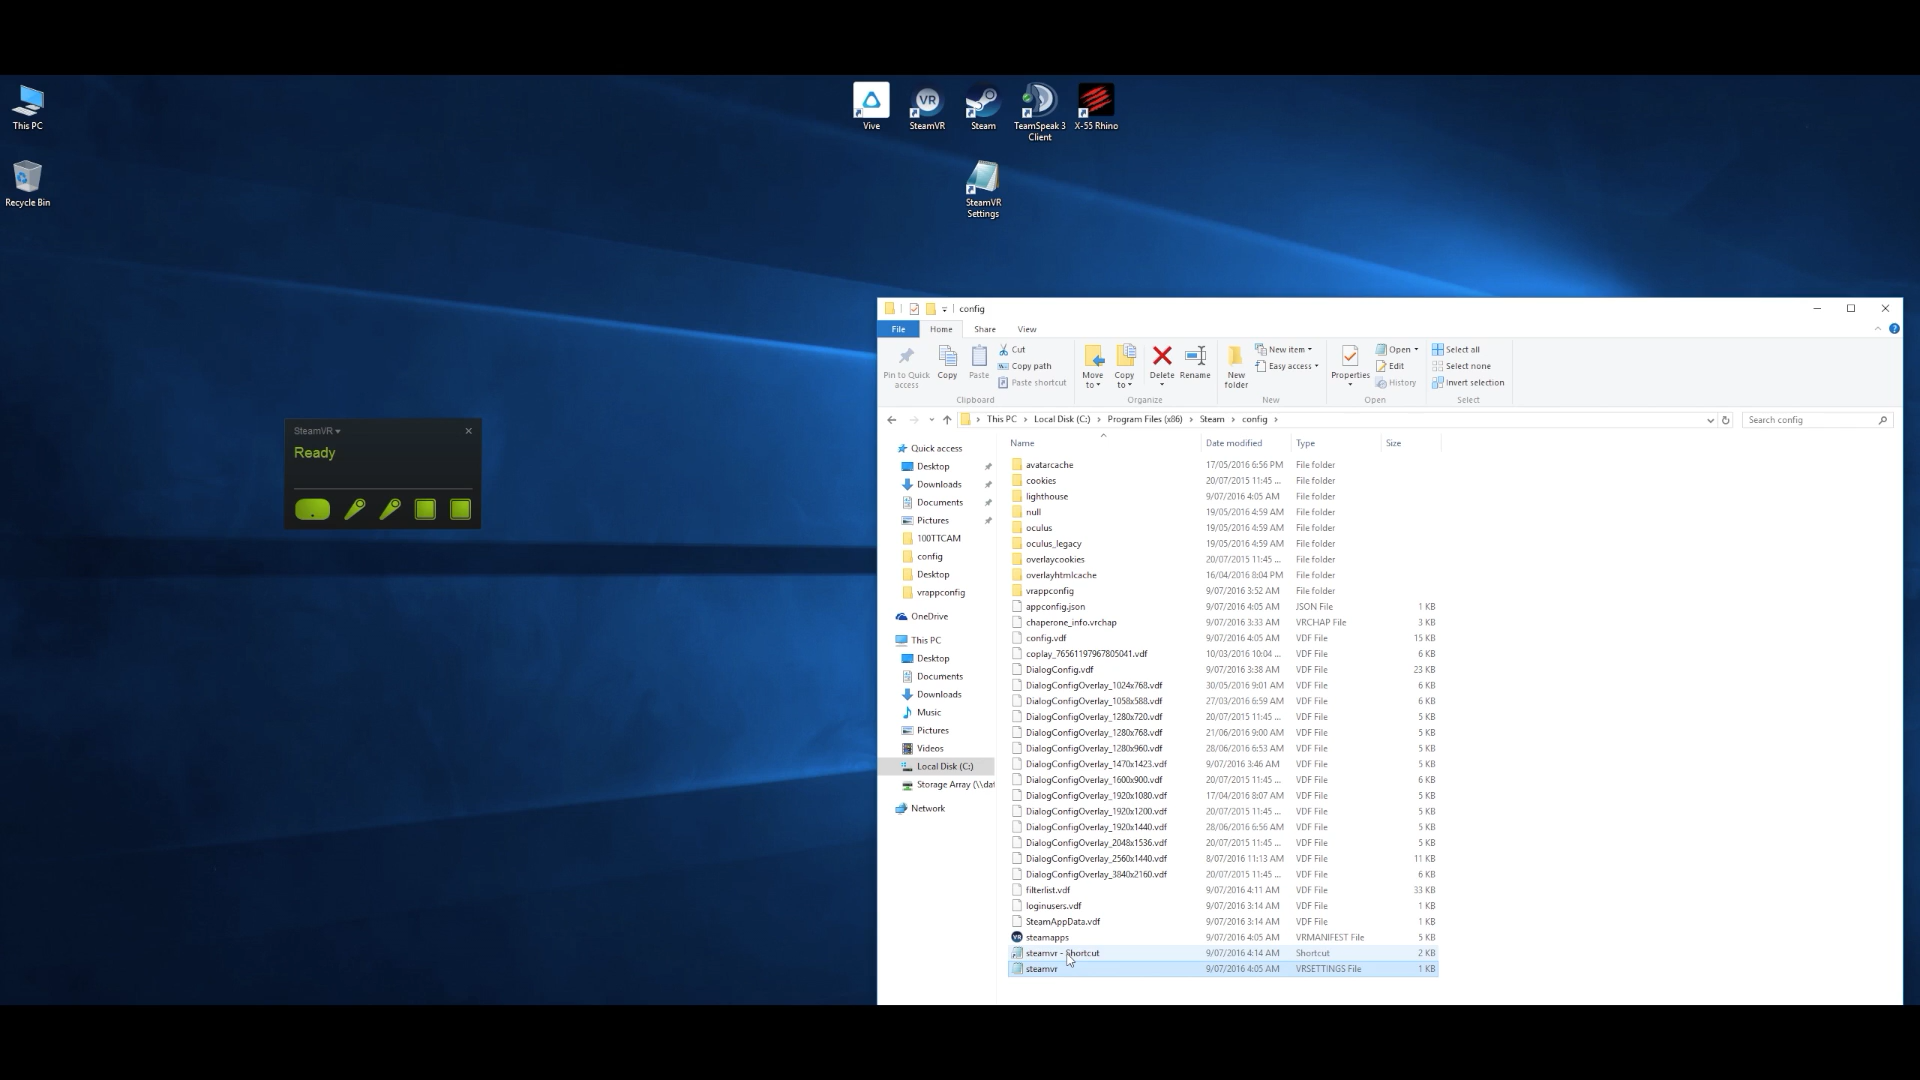 This PC
Recycle Bin
Vive
SteamVR
Steam
TeamSpeak 3
Client
X-55 Rhino
SteamVR
Settings
SteamVR
Ready
config
File
Home
Share
View
Pin to Quick
access
Copy
Paste
Cut
Copy path
Paste shortcut
Clipboard
Move
to
Copy
to
Delete
Rename
Organize
New
folder
New item
Easy access
New
Properties
Open
Edit
History
Open
Select all
Select none
Invert selection
Select
This PC > Local Disk (C:) > Program Files (x86) > Steam > config >
Search config
Quick access
Desktop
Downloads
Documents
Pictures
100TTCAM
config
Desktop
vrappconfig
OneDrive
This PC
Desktop
Documents
Downloads
Music
Pictures
Videos
Local Disk (C:)
Storage Array (\\dat
Network
Name Date modified Type Size
avatarcache 17/05/2016 6:56 PM File folder
cookies 20/07/2015 11:45 ... File folder
lighthouse 9/07/2016 4:05 AM File folder
null 19/05/2016 4:59 AM File folder
oculus 19/05/2016 4:59 AM File folder
oculus_legacy 19/05/2016 4:59 AM File folder
overlaycookies 20/07/2015 11:45 ... File folder
overlayhtmlcache 16/04/2016 8:04 PM File folder
vrappconfig 9/07/2016 3:52 AM File folder
appconfig.json 9/07/2016 4:05 AM JSON File 1 KB
chaperone_info.vrchap 9/07/2016 3:33 AM VRCHAP File 3 KB
config.vdf 9/07/2016 4:05 AM VDF File 15 KB
coplay_76561197967805041.vdf 10/03/2016 10:04 ... VDF File 6 KB
DialogConfig.vdf 9/07/2016 3:38 AM VDF File 23 KB
DialogConfigOverlay_1024x768.vdf 30/05/2016 9:01 AM VDF File 6 KB
DialogConfigOverlay_1058x588.vdf 27/03/2016 6:59 AM VDF File 6 KB
DialogConfigOverlay_1280x720.vdf 20/07/2015 11:45 ... VDF File 5 KB
DialogConfigOverlay_1280x768.vdf 21/06/2016 9:00 AM VDF File 5 KB
DialogConfigOverlay_1280x960.vdf 28/06/2016 6:53 AM VDF File 5 KB
DialogConfigOverlay_1470x1423.vdf 9/07/2016 3:46 AM VDF File 5 KB
DialogConfigOverlay_1600x900.vdf 20/07/2015 11:45 ... VDF File 6 KB
DialogConfigOverlay_1920x1080.vdf 17/04/2016 8:07 AM VDF File 5 KB
DialogConfigOverlay_1920x1200.vdf 20/07/2015 11:45 ... VDF File 5 KB
DialogConfigOverlay_1920x1440.vdf 28/06/2016 6:56 AM VDF File 5 KB
DialogConfigOverlay_2048x1536.vdf 20/07/2015 11:45 ... VDF File 5 KB
DialogConfigOverlay_2560x1440.vdf 8/07/2016 11:13 AM VDF File 11 KB
DialogConfigOverlay_3840x2160.vdf 20/07/2015 11:45 ... VDF File 6 KB
filterlist.vdf 9/07/2016 4:11 AM VDF File 33 KB
loginusers.vdf 9/07/2016 3:14 AM VDF File 1 KB
SteamAppData.vdf 9/07/2016 3:14 AM VDF File 1 KB
steamapps 9/07/2016 4:05 AM VRMANIFEST File 5 KB
steamvr - Shortcut 9/07/2016 4:14 AM Shortcut 2 KB
steamvr 9/07/2016 4:05 AM VRSETTINGS File 1 KB